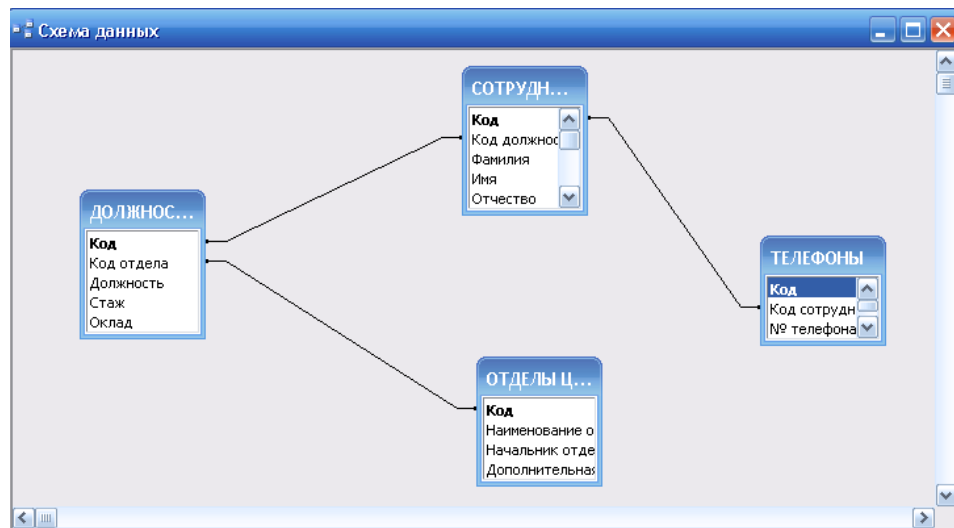 Схема данных
СОТРУДН...
Код
Код должнос
Фамилия
Имя
Отчество
ДОЛЖНОС...
Код
Код отдела
Должность
Стаж
Оклад
ТЕЛЕФОНЫ
Код
Код сотрудн
№ телефона
ОТДЕЛЫ Ц...
Код
Наименование о
Начальник отде
Дополнительная